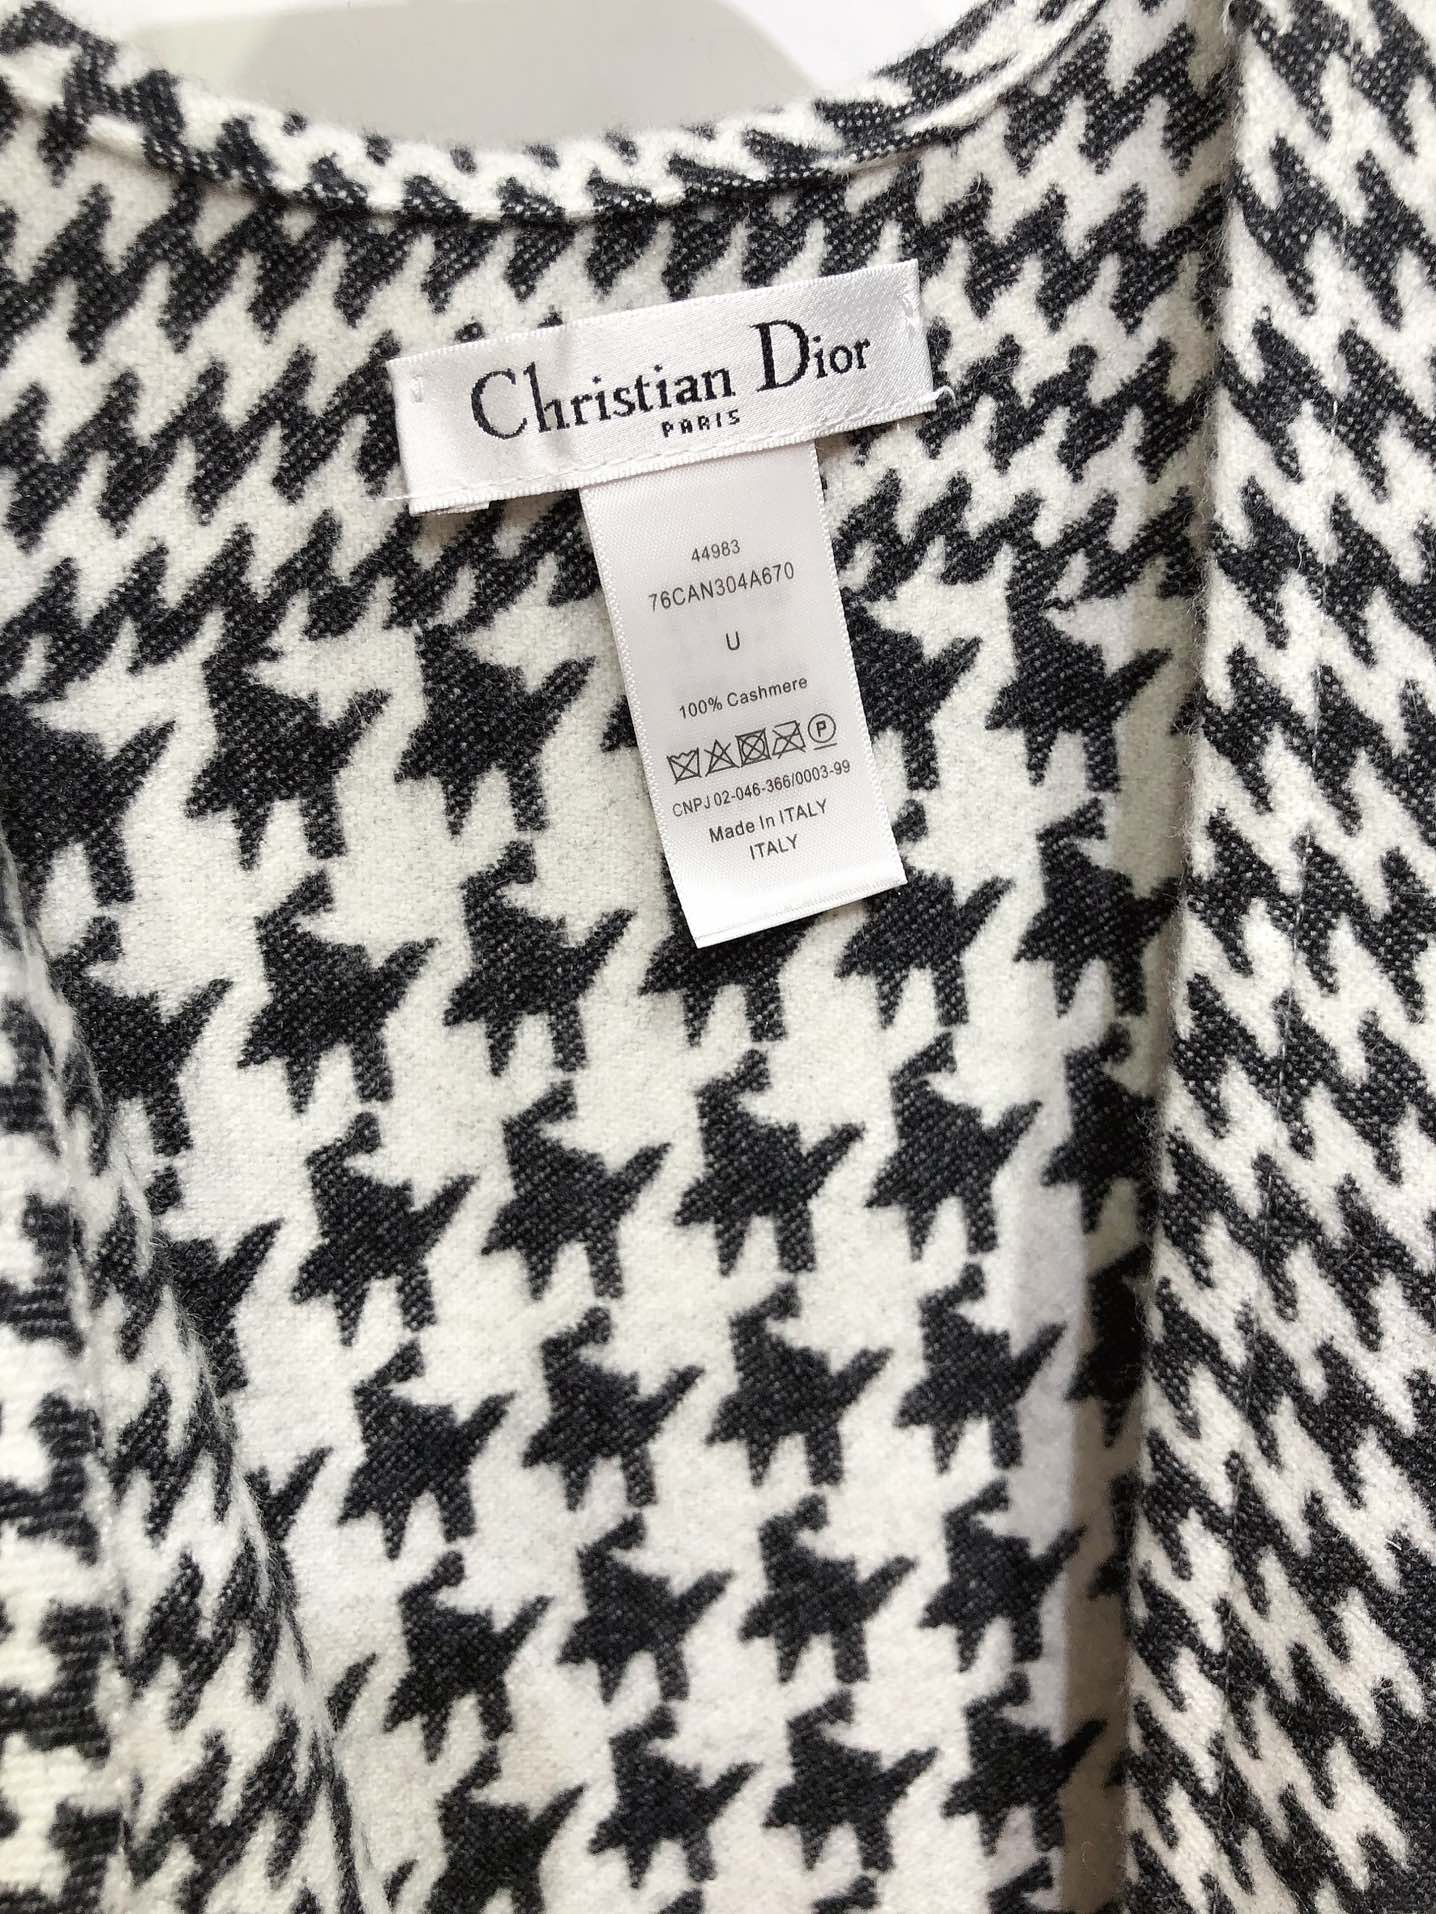 Christian Dior
PARIS
44983
76CAN304A670
U
100% Cashmere
P
CNPJ 02-046-366/0003-99
Made In ITALY
ITALY